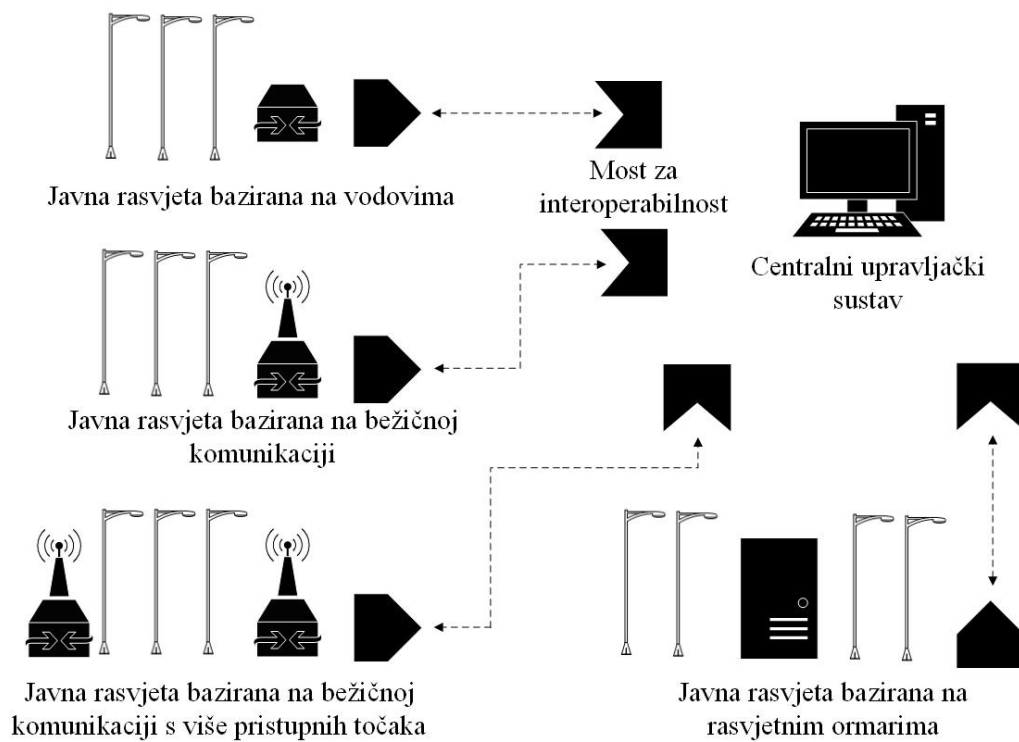 Javna rasvjeta bazirana na vodovima
Most za
interoperabilnost
Centralni upravljački
sustav
Javna rasvjeta bazirana na bežičnoj
komunikaciji
Javna rasvjeta bazirana na bežičnoj
komunikaciji s više pristupnih točaka
Javna rasvjeta bazirana na
rasvjetnim ormarima